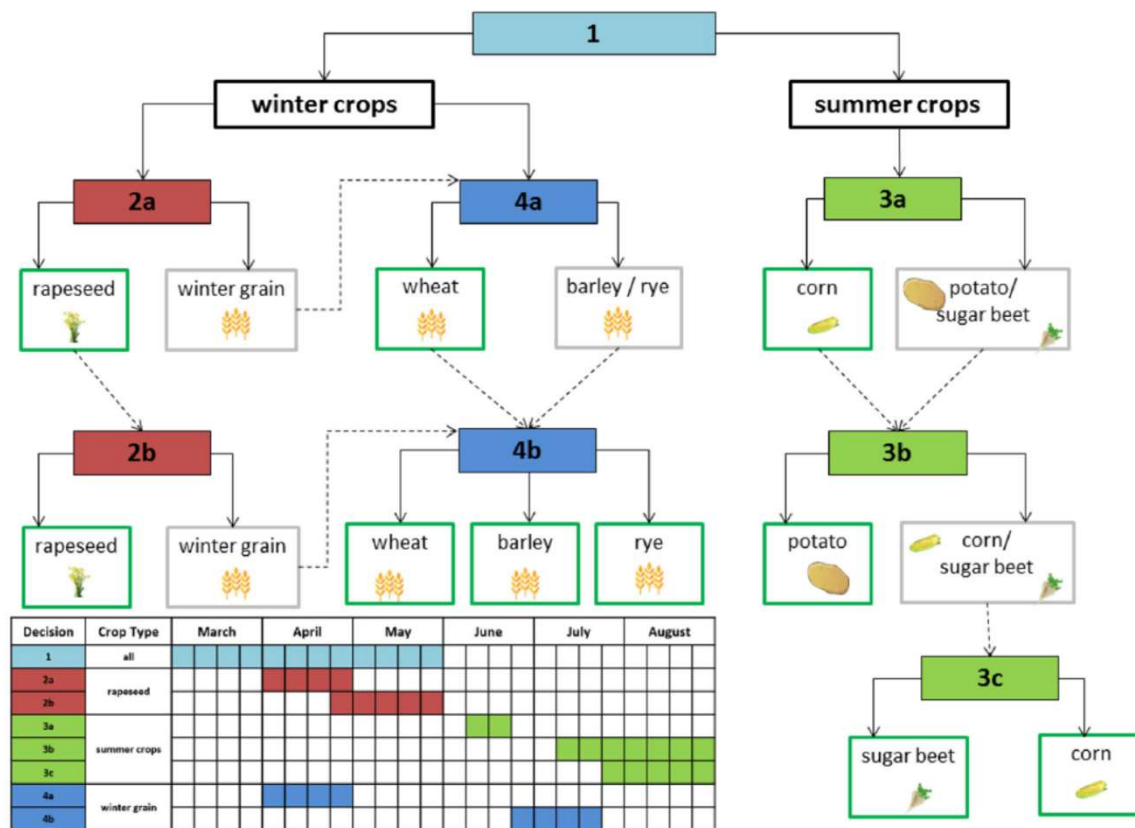 1
winter crops
summer crops
2a
4a
3a
rapeseed
winter grain
wheat
barley / rye
corn
potato/
sugar beet
2b
4b
3b
rapeseed
winter grain
wheat
barley
rye
potato
corn/
sugar beet
3c
sugar beet
corn
Decision Crop Type March April May June July August
1 all
2a
rapeseed
2b
3a
3b summer crops
3c
4a
winter grain
4b